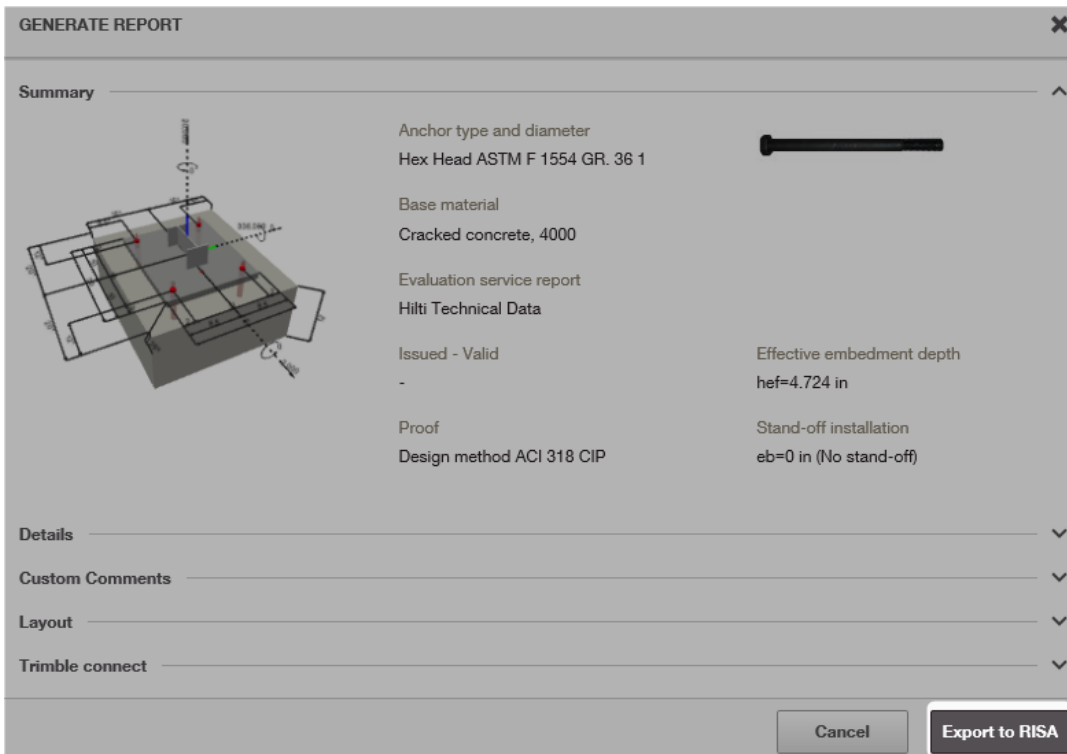 GENERATE REPORT
Summary
Anchor type and diameter
Hex Head ASTM F 1554 GR. 36 1
Base material
Cracked concrete, 4000
Evaluation service report
Hilti Technical Data
Issued - Valid
-
Effective embedment depth
hef=4.724 in
Proof
Design method ACI 318 CIP
Stand-off installation
eb=0 in (No stand-off)
Details
Custom Comments
Layout
Trimble connect
Cancel
Export to RISA